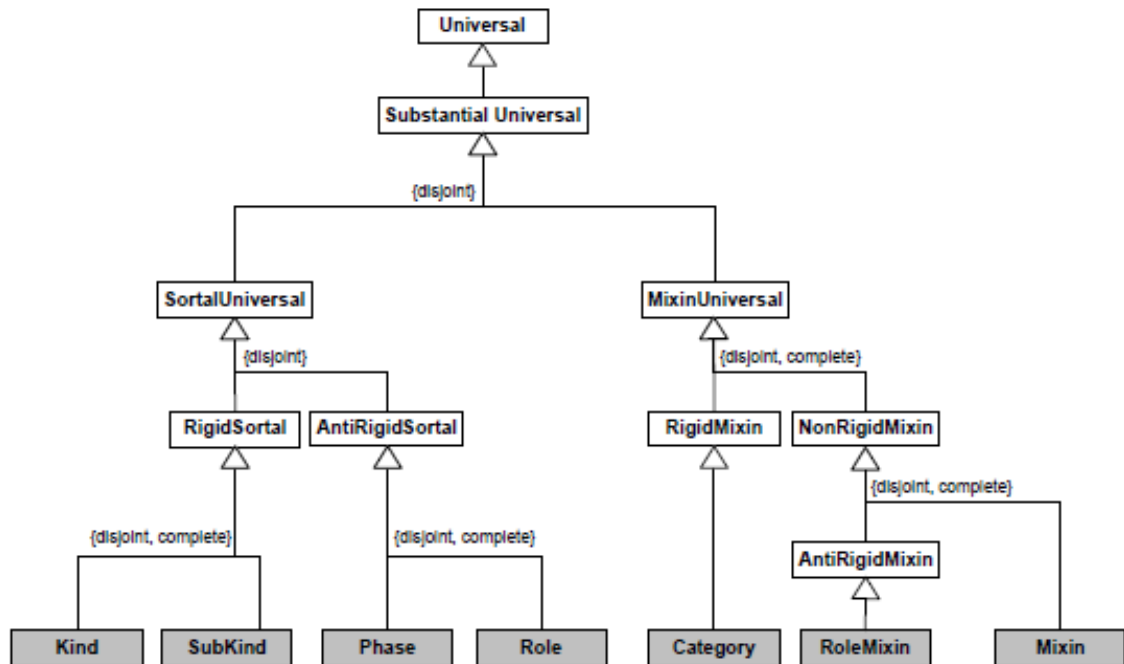 Universal
Substantial Universal
{disjoint}
SortalUniversal
MixinUniversal
{disjoint}
{disjoint, complete}
RigidSortal
AntiRigidSortal
RigidMixin
NonRigidMixin
{disjoint, complete}
{disjoint, complete}
{disjoint, complete}
AntiRigidMixin
Kind
SubKind
Phase
Role
Category
RoleMixin
Mixin